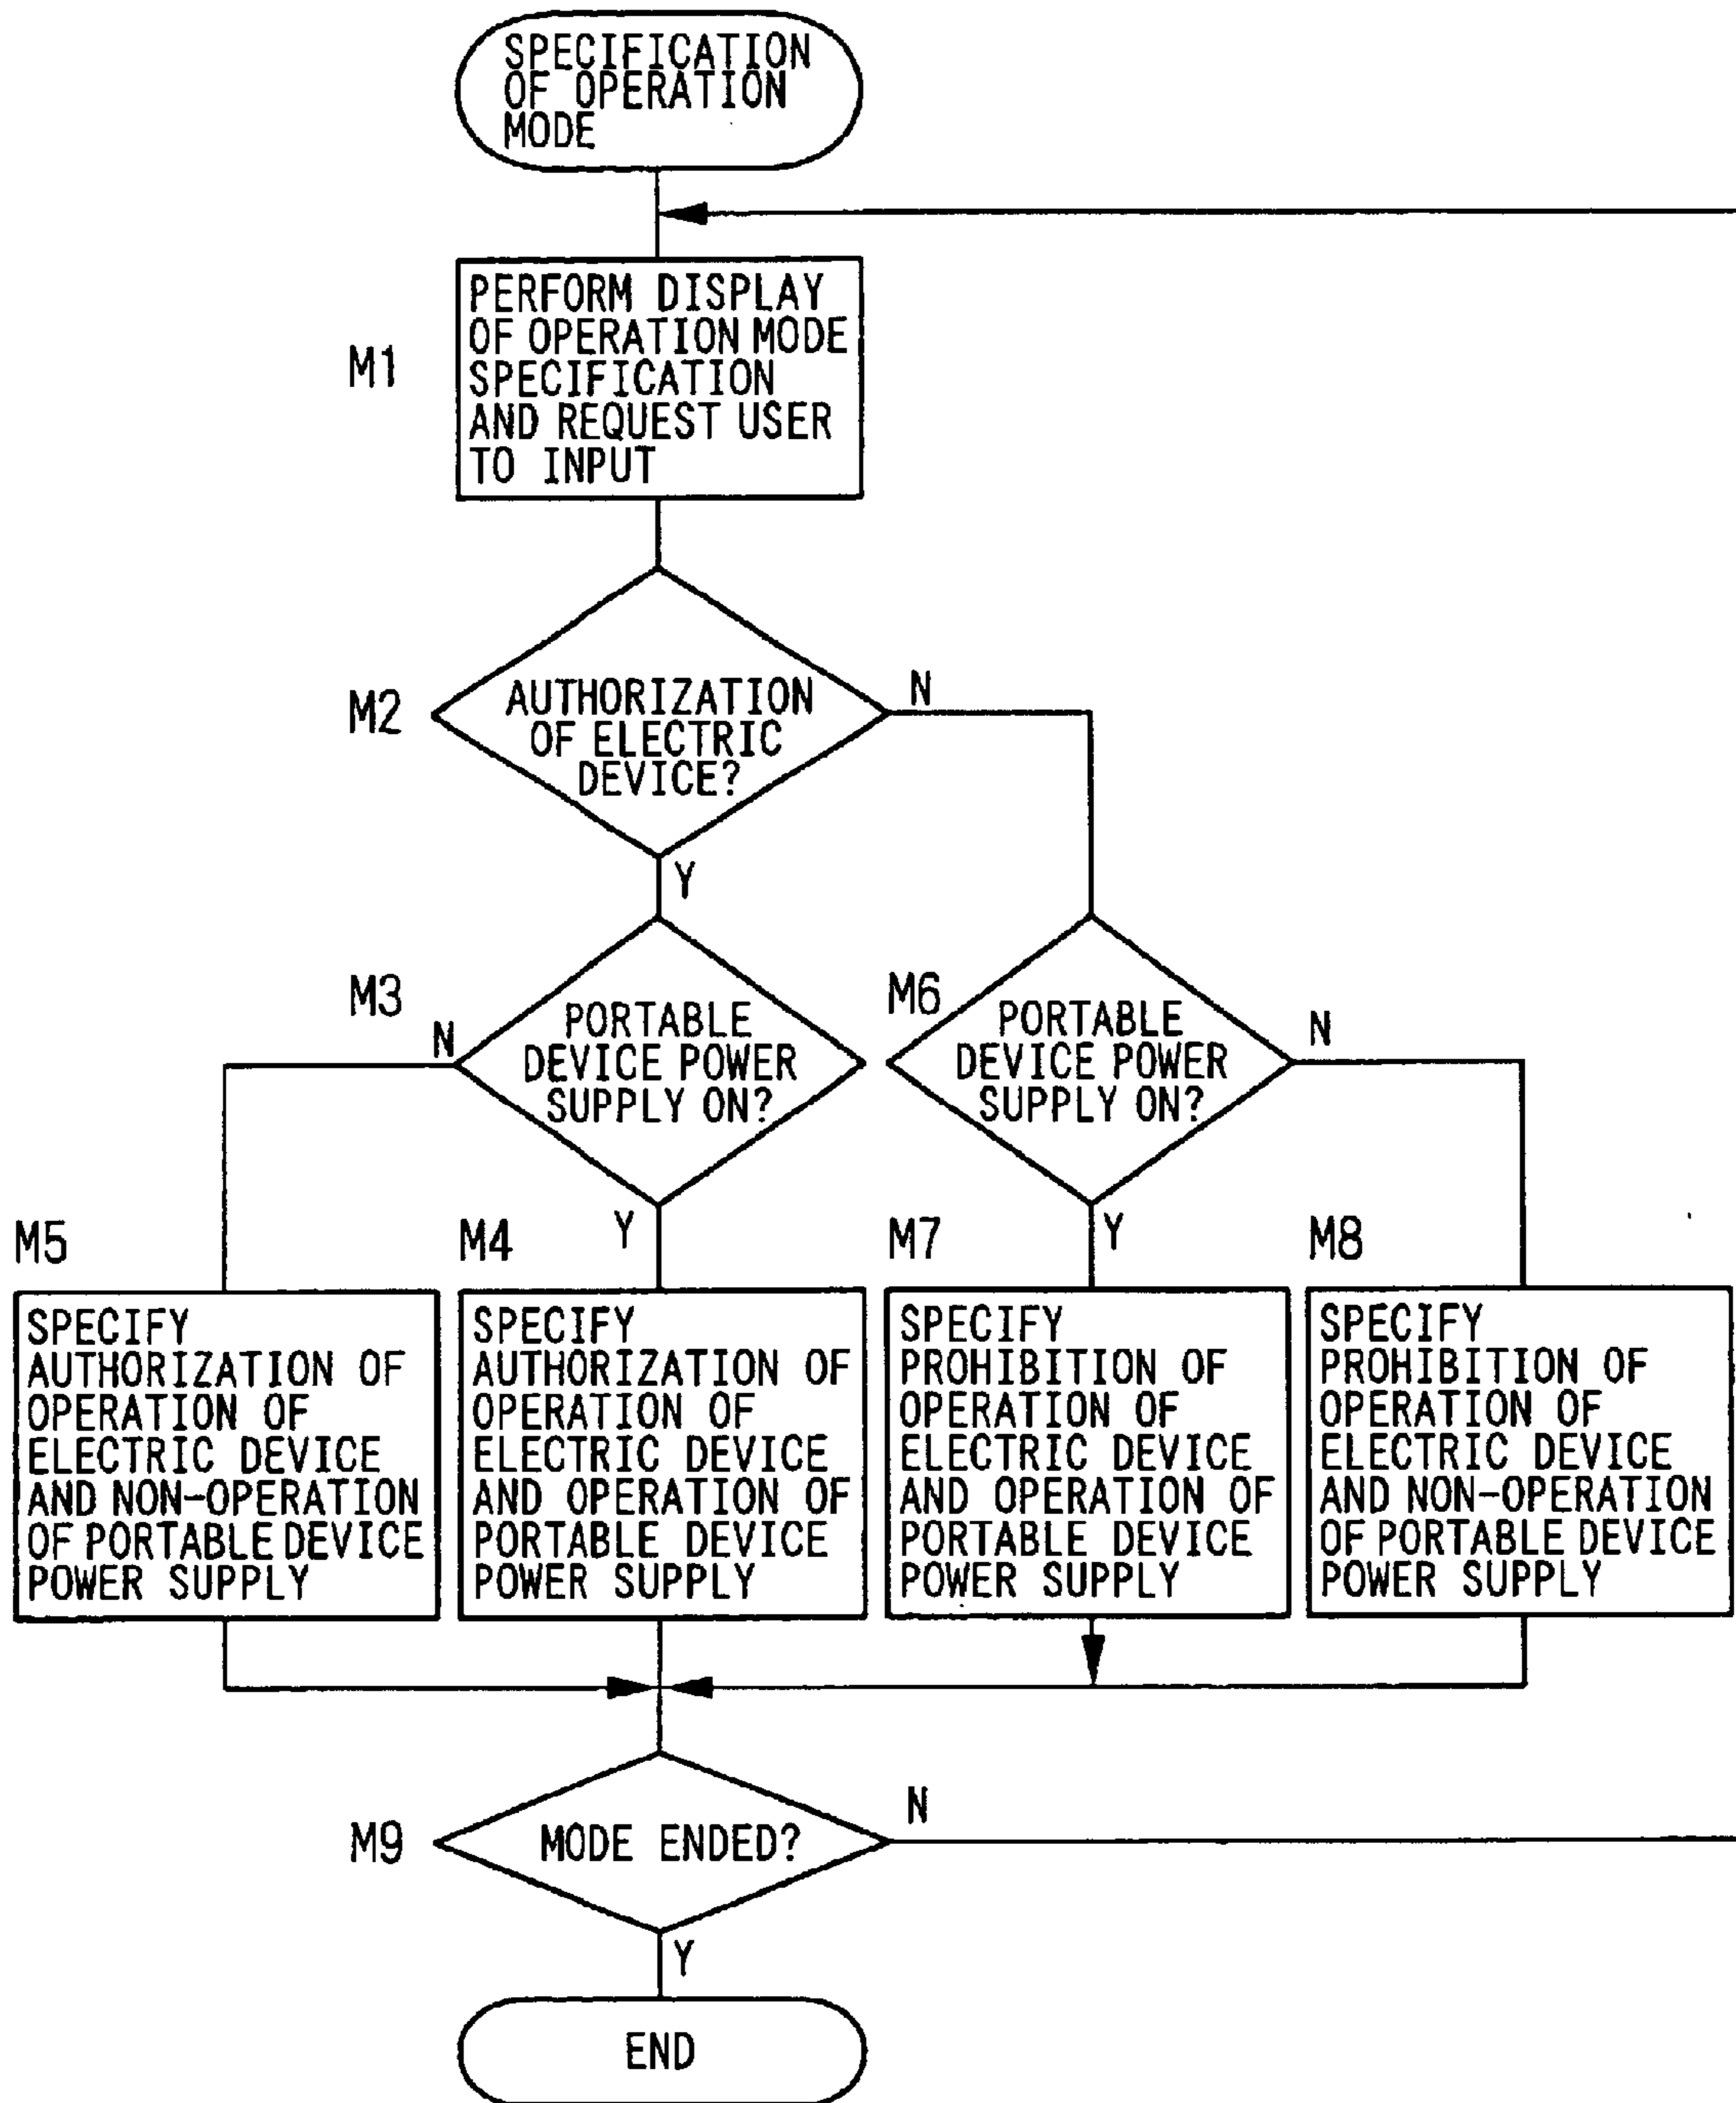 SPECIFICATION
OF OPERATION
MODE
M1
PERFORM DISPLAY
OF OPERATION MODE
SPECIFICATION
AND REQUEST USER
TO INPUT
M2
AUTHORIZATION
OF ELECTRIC
DEVICE?
N
Y
M3
N
PORTABLE
DEVICE POWER
SUPPLY ON?
Y
M6
PORTABLE
DEVICE POWER
SUPPLY ON?
N
Y
M5
SPECIFY
AUTHORIZATION OF
OPERATION OF
ELECTRIC DEVICE
AND NON-OPERATION
OF PORTABLE DEVICE
POWER SUPPLY
M4
SPECIFY
AUTHORIZATION OF
OPERATION OF
ELECTRIC DEVICE
AND OPERATION OF
PORTABLE DEVICE
POWER SUPPLY
M7
SPECIFY
PROHIBITION OF
OPERATION OF
ELECTRIC DEVICE
AND OPERATION OF
PORTABLE DEVICE
POWER SUPPLY
M8
SPECIFY
PROHIBITION OF
OPERATION OF
ELECTRIC DEVICE
AND NON-OPERATION
OF PORTABLE DEVICE
POWER SUPPLY
M9
MODE ENDED?
N
Y
END